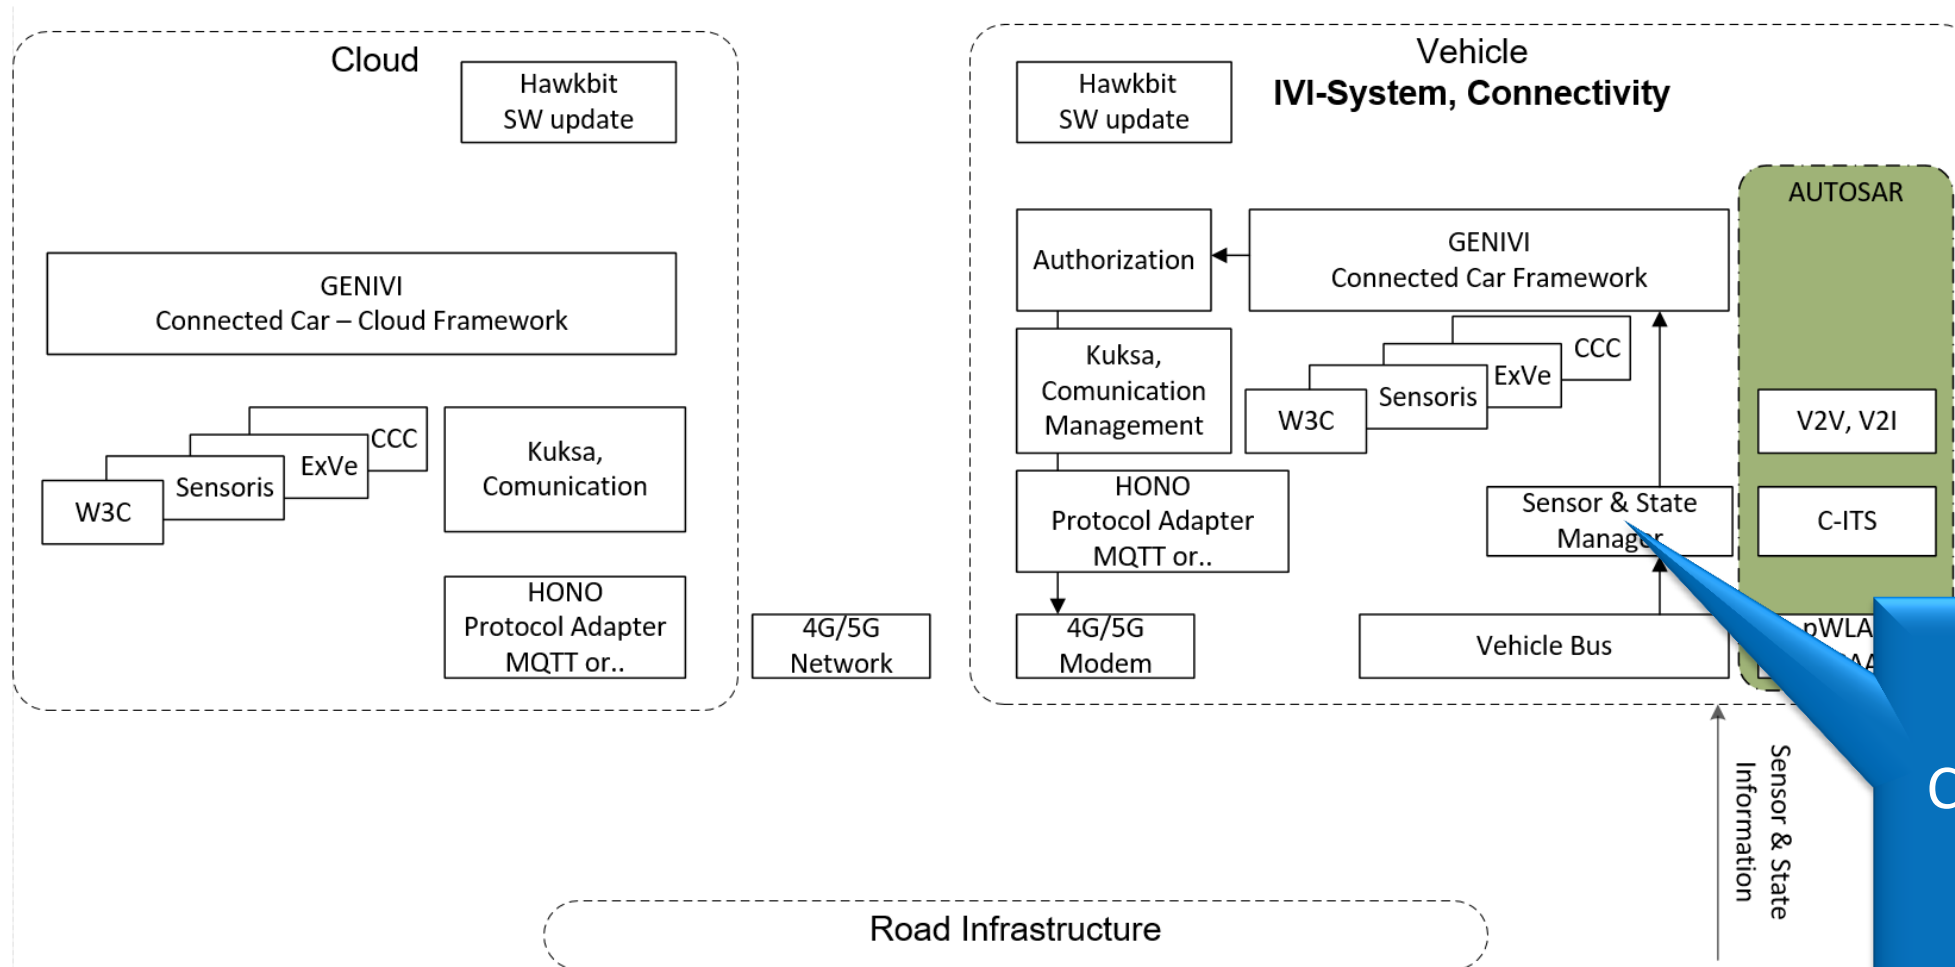 Cloud
Hawkbit
SW update
GENIVI
Connected Car – Cloud Framework
CCC
ExVe
Sensoris
W3C
Kuksa,
Comunication
HONO
Protocol Adapter
MQTT or..
4G/5G
Network
Vehicle
IVI-System, Connectivity
Hawkbit
SW update
Authorization
GENIVI
Connected Car Framework
Kuksa,
Comunication
Management
CCC
ExVe
Sensoris
W3C
HONO
Protocol Adapter
MQTT or..
Sensor & State
Manager
4G/5G
Modem
Vehicle Bus
AUTOSAR
V2V, V2I
C-ITS
Sensor & State
Information
Road Infrastructure